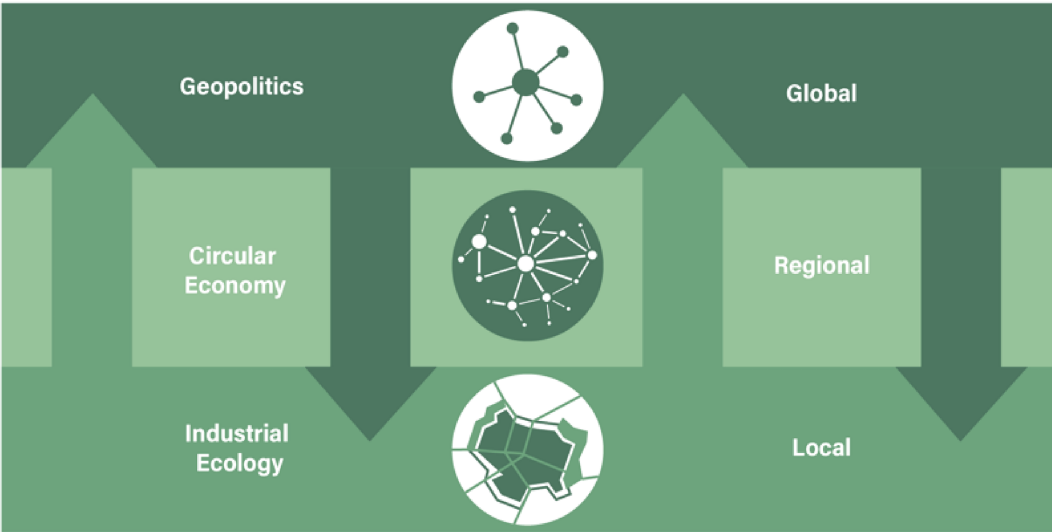 Geopolitics
Global
Circular
Economy
Regional
Industrial
Ecology
Local